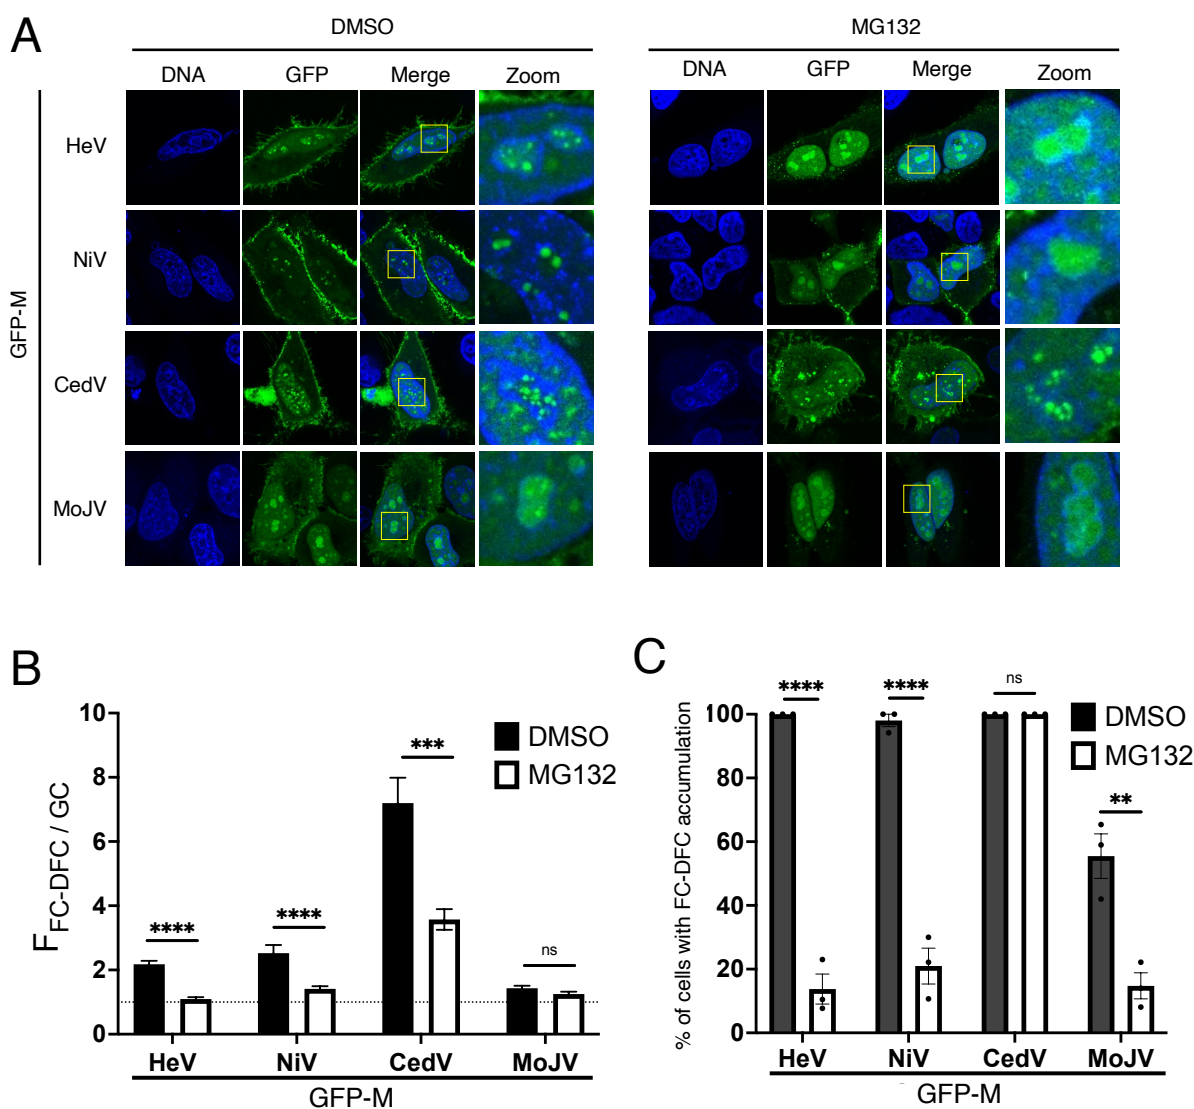 A
DMSO
MG132
DNA GFP Merge Zoom
DNA GFP Merge Zoom
GFP-M
HeV
NiV
CedV
MoJV
B
F FC-DFC / GC
10
8
6
4
2
0
****
****
***
ns
DMSO
MG132
HeV NiV CedV MoJV
GFP-M
C
% of cells with FC-DFC accumulation
100
80
60
40
20
0
****
****
ns
**
DMSO
MG132
HeV NiV CedV MoJV
GFP-M